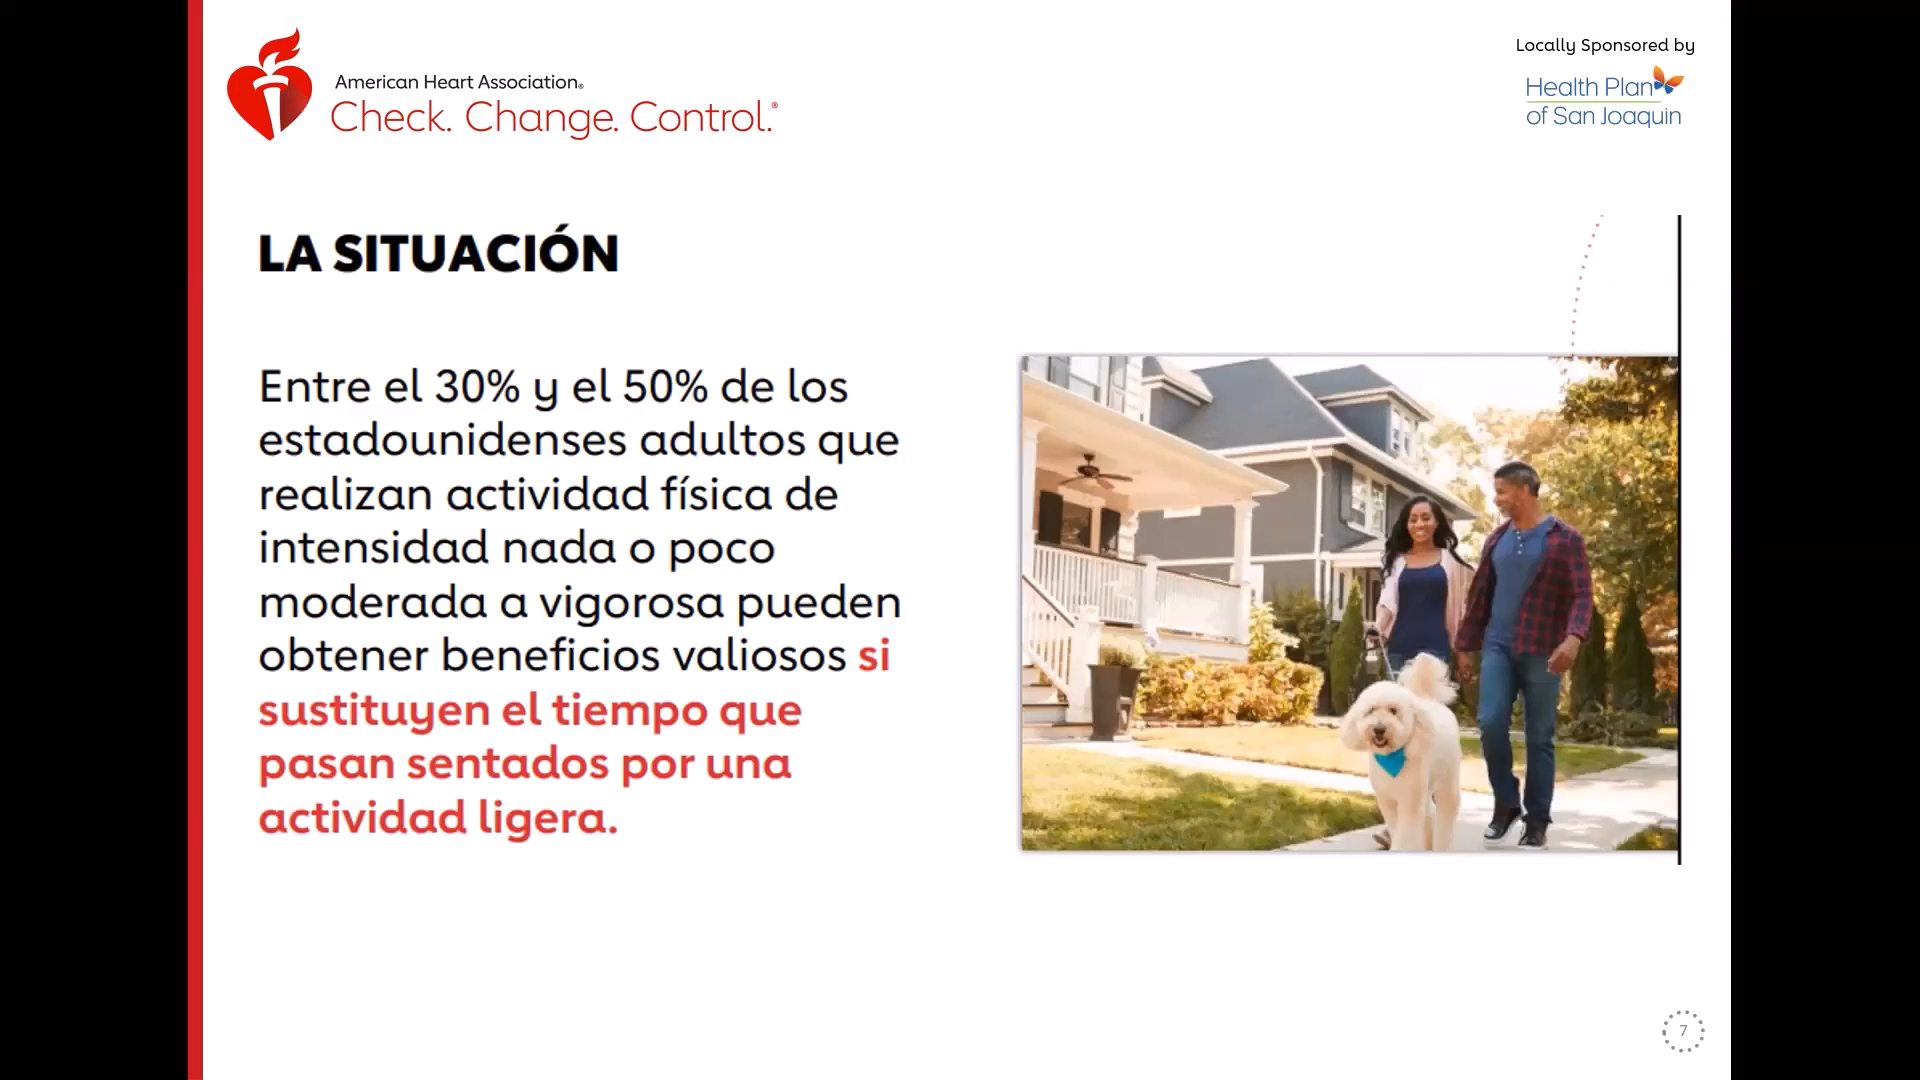 American Heart Association®
Check. Change. Control.®
Locally Sponsored by
Health Plan
of San Joaquin
LA SITUACIÓN
Entre el 30% y el 50% de los
estadounidenses adultos que
realizan actividad física de
intensidad nada o poco
moderada a vigorosa pueden
obtener beneficios valiosos si
sustituyen el tiempo que
pasan sentados por una
actividad ligera.
7